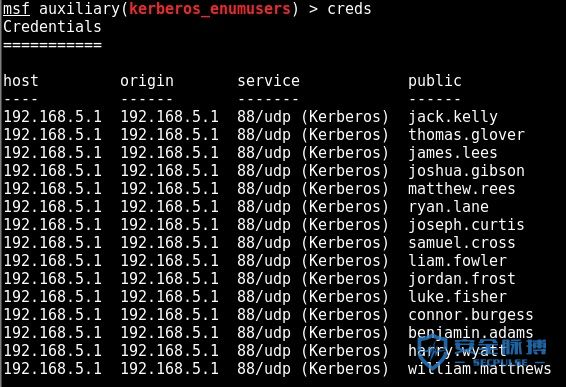 msf auxiliary(kerberos_enumusers) > creds
Credentials
===========
host origin service public
---- ------ ------- ------
192.168.5.1 192.168.5.1 88/udp (Kerberos) jack.kelly
192.168.5.1 192.168.5.1 88/udp (Kerberos) thomas.glover
192.168.5.1 192.168.5.1 88/udp (Kerberos) james.lees
192.168.5.1 192.168.5.1 88/udp (Kerberos) joshua.gibson
192.168.5.1 192.168.5.1 88/udp (Kerberos) matthew.rees
192.168.5.1 192.168.5.1 88/udp (Kerberos) ryan.lane
192.168.5.1 192.168.5.1 88/udp (Kerberos) joseph.curtis
192.168.5.1 192.168.5.1 88/udp (Kerberos) samuel.cross
192.168.5.1 192.168.5.1 88/udp (Kerberos) liam.fowler
192.168.5.1 192.168.5.1 88/udp (Kerberos) jordan.frost
192.168.5.1 192.168.5.1 88/udp (Kerberos) luke.fisher
192.168.5.1 192.168.5.1 88/udp (Kerberos) connor.burgess
192.168.5.1 192.168.5.1 88/udp (Kerberos) benjamin.adams
192.168.5.1 192.168.5.1 88/udp (Kerberos) harry.wyatt
192.168.5.1 192.168.5.1 88/udp (Kerberos) william.matthews
安全脉搏
SECPULSE